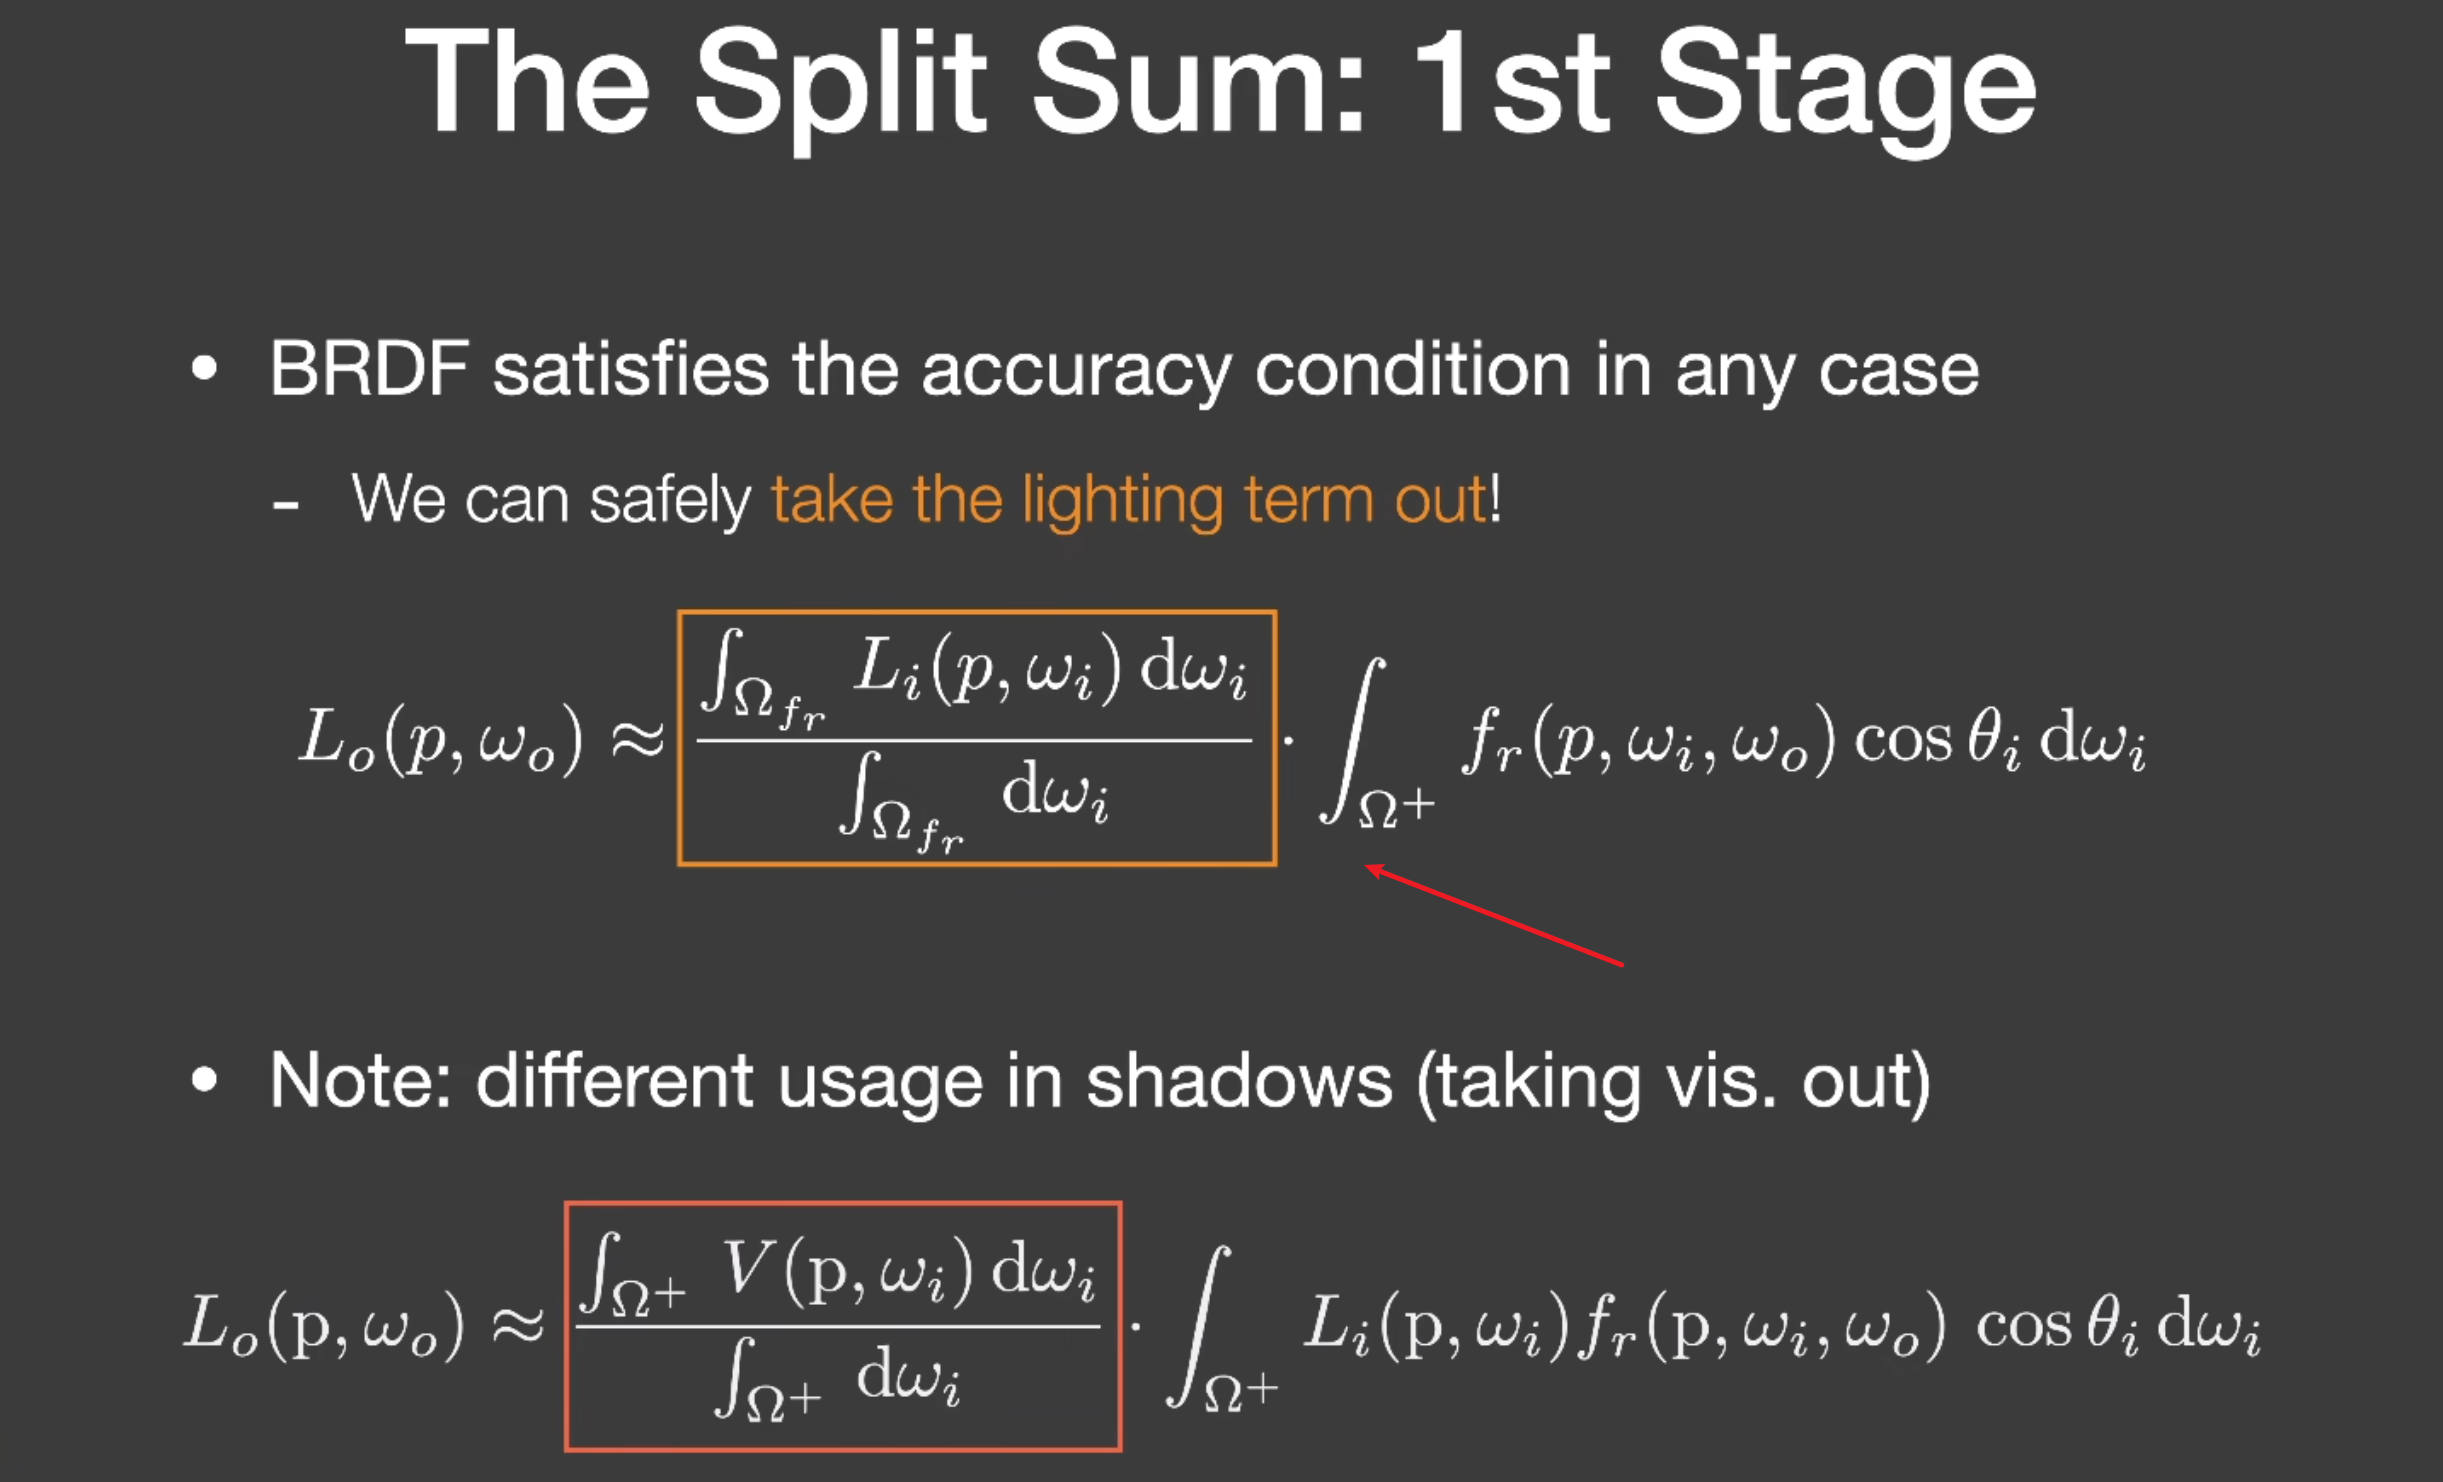 The Split Sum: 1st Stage
• BRDF satisfies the accuracy condition in any case
- We can safely take the lighting term out!
$L_o(p, \omega_o) \approx \frac{\int_{\Omega_{f_r}} L_i(p, \omega_i) \, \mathrm{d}\omega_i}{\int_{\Omega_{f_r}} \mathrm{d}\omega_i} \cdot \int_{\Omega^+} f_r(p, \omega_i, \omega_o) \cos\theta_i \, \mathrm{d}\omega_i$
• Note: different usage in shadows (taking vis. out)
$L_o(\mathrm{p}, \omega_o) \approx \frac{\int_{\Omega^+} V(\mathrm{p}, \omega_i) \, \mathrm{d}\omega_i}{\int_{\Omega^+} \mathrm{d}\omega_i} \cdot \int_{\Omega^+} L_i(\mathrm{p}, \omega_i) f_r(\mathrm{p}, \omega_i, \omega_o) \cos\theta_i \, \mathrm{d}\omega_i$